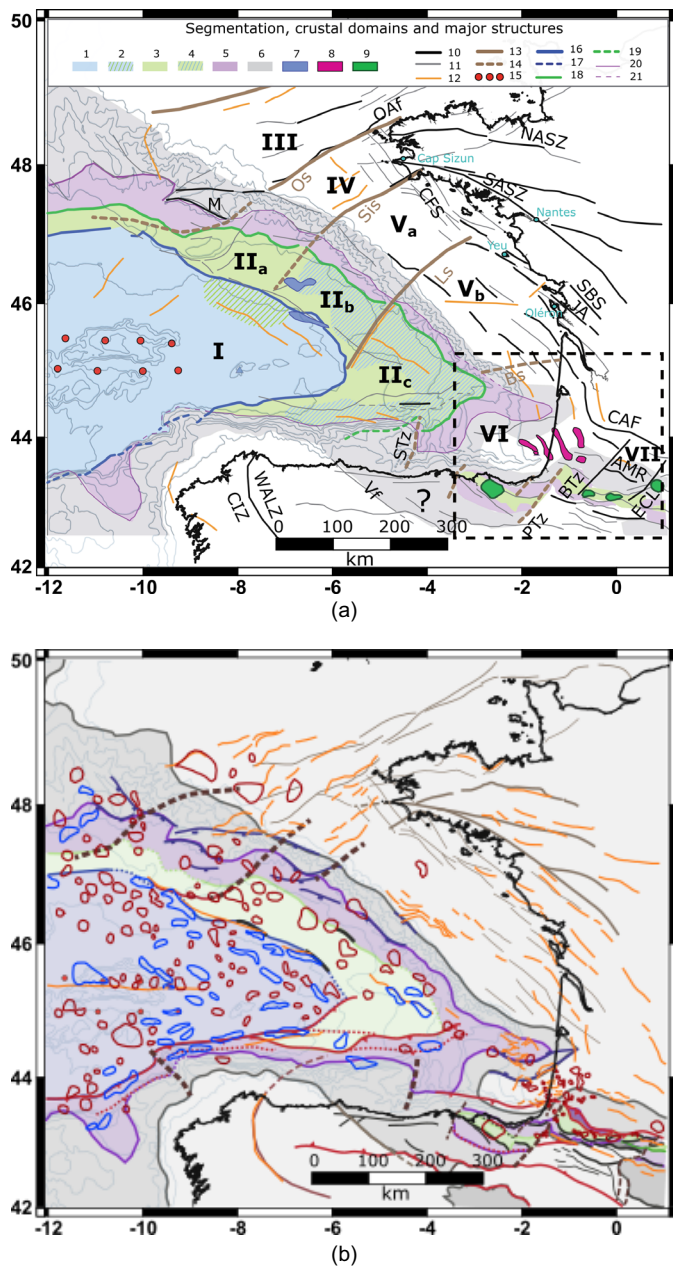 Segmentation, crustal domains and major structures
1 2 3 4 5 6 7 8 9
10 13 16 19
11 14 17 20
12 15 18 21
50
OAf
NASZ
III
48
Cap Sizun
Os
IV
SASZ
CFS
Sis
M
Va
Nantes
Yeu
IIa
Ls
Vb
SBS
46
IIb
JA
I
IIc
Bs
CAF
VI
VII
44
STz
AMR
BTz
FCL
WALZ
CIZ
Vf
?
PTz
0 100 200 300
km
42
-12 -10 -8 -6 -4 -2 0
(a)
50
48
46
44
0 100 200 300
km
42
-12 -10 -8 -6 -4 -2 0
(b)